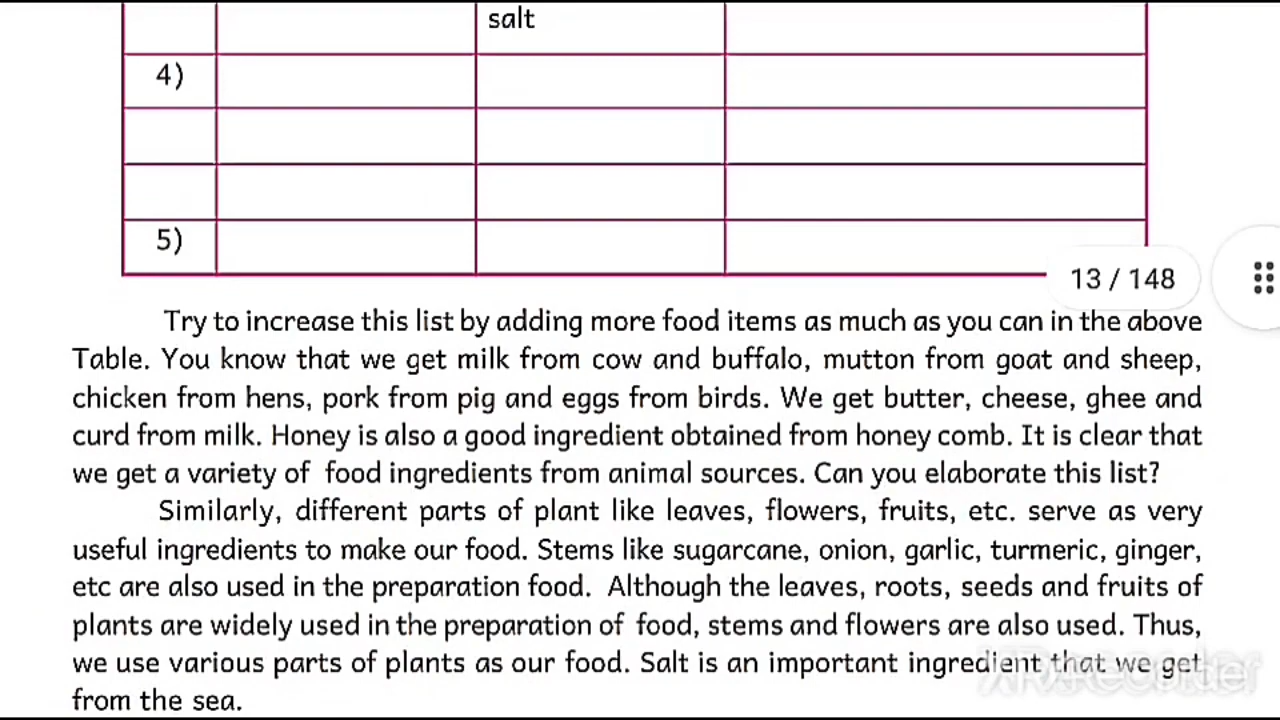 salt
4)
5)
13 / 148
Try to increase this list by adding more food items as much as you can in the above
Table. You know that we get milk from cow and buffalo, mutton from goat and sheep,
chicken from hens, pork from pig and eggs from birds. We get butter, cheese, ghee and
curd from milk. Honey is also a good ingredient obtained from honey comb. It is clear that
we get a variety of food ingredients from animal sources. Can you elaborate this list?
Similarly, different parts of plant like leaves, flowers, fruits, etc. serve as very
useful ingredients to make our food. Stems like sugarcane, onion, garlic, turmeric, ginger,
etc are also used in the preparation food. Although the leaves, roots, seeds and fruits of
plants are widely used in the preparation of food, stems and flowers are also used. Thus,
we use various parts of plants as our food. Salt is an important ingredient that we get
from the sea.